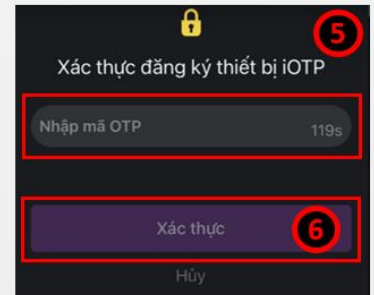 5
Xác thực đăng ký thiết bị iOTP
Nhập mã OTP 119s
Xác thực 6
Hủy